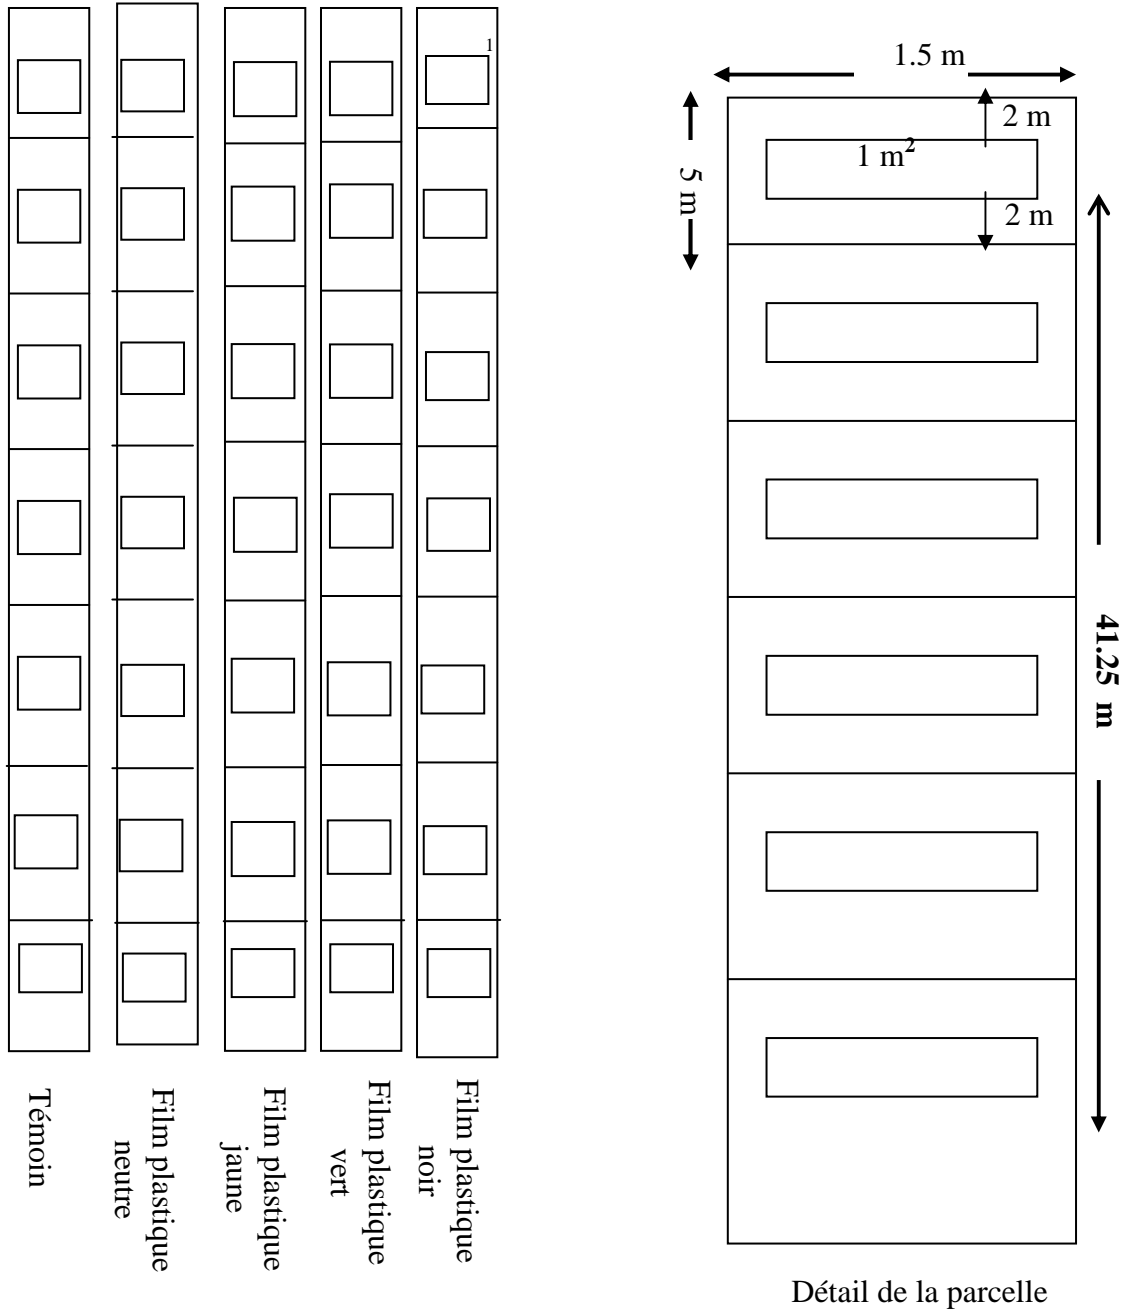 1
1.5 m
2 m
1 m²
5 m
2 m
41.25 m
Témoin
Film plastique
neutre
Film plastique
jaune
Film plastique
vert
Film plastique
noir
Détail de la parcelle